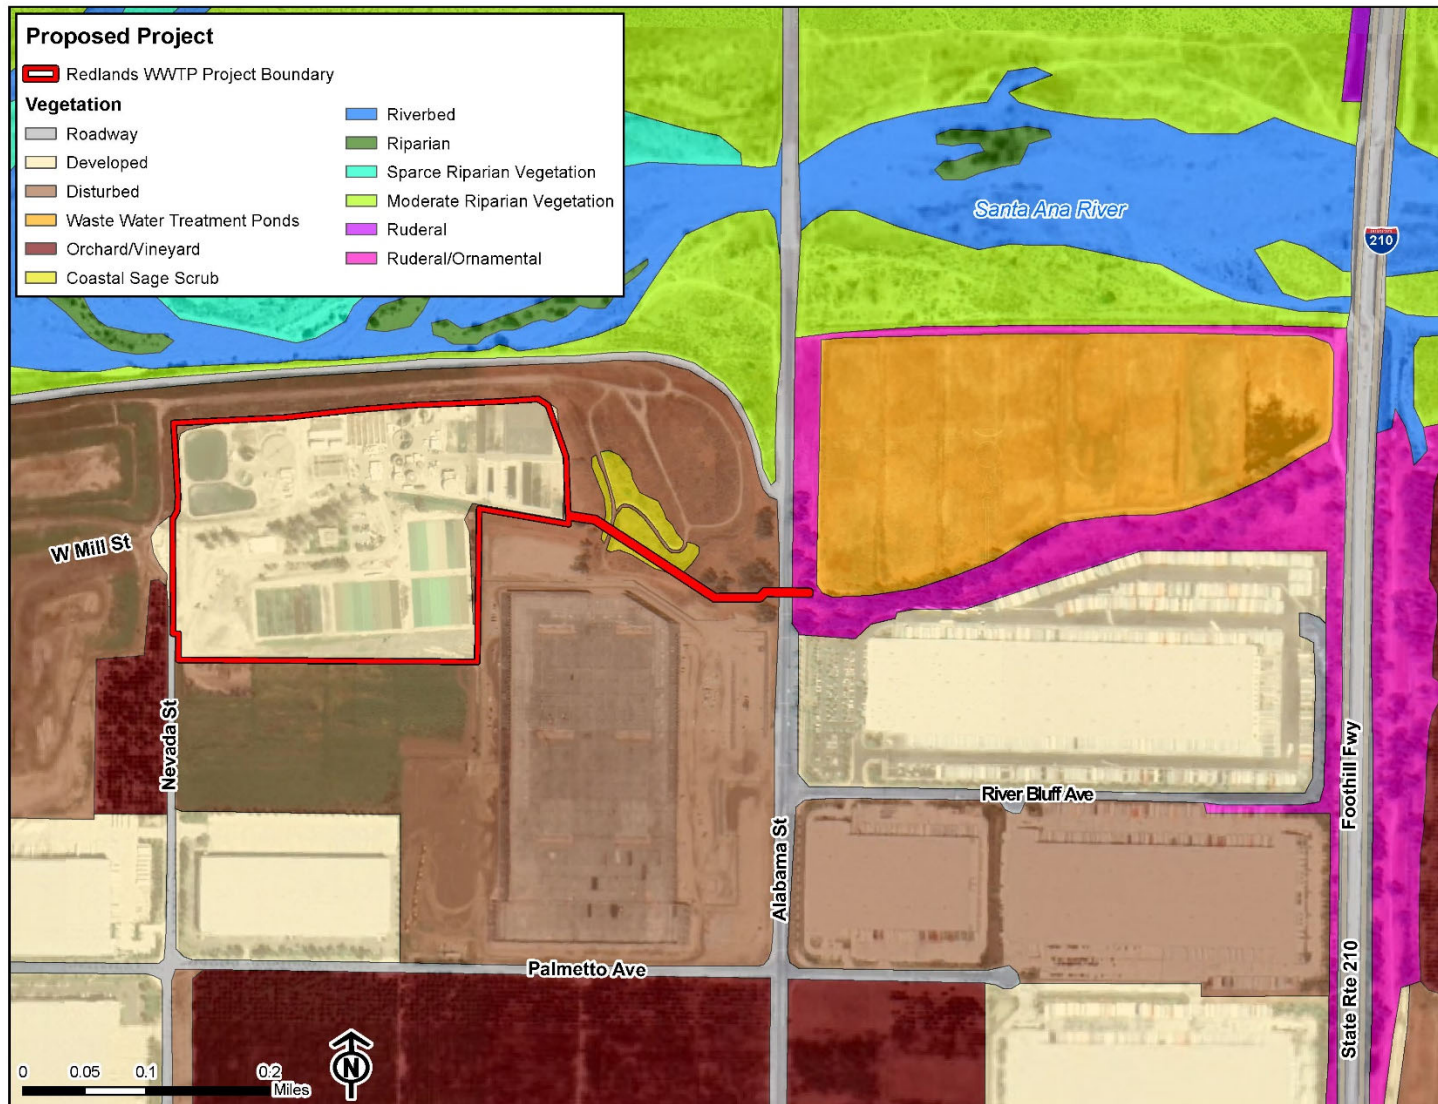 Proposed Project
Redlands WWTP Project Boundary
Vegetation
Roadway
Developed
Disturbed
Waste Water Treatment Ponds
Orchard/Vineyard
Coastal Sage Scrub
Riverbed
Riparian
Sparce Riparian Vegetation
Moderate Riparian Vegetation
Ruderal
Ruderal/Ornamental
Santa Ana River
210
W Mill St
Nevada St
Alabama St
River Bluff Ave
Foothill Fwy
State Rte 210
Palmetto Ave
0 0.05 0.1 0.2
Miles
N